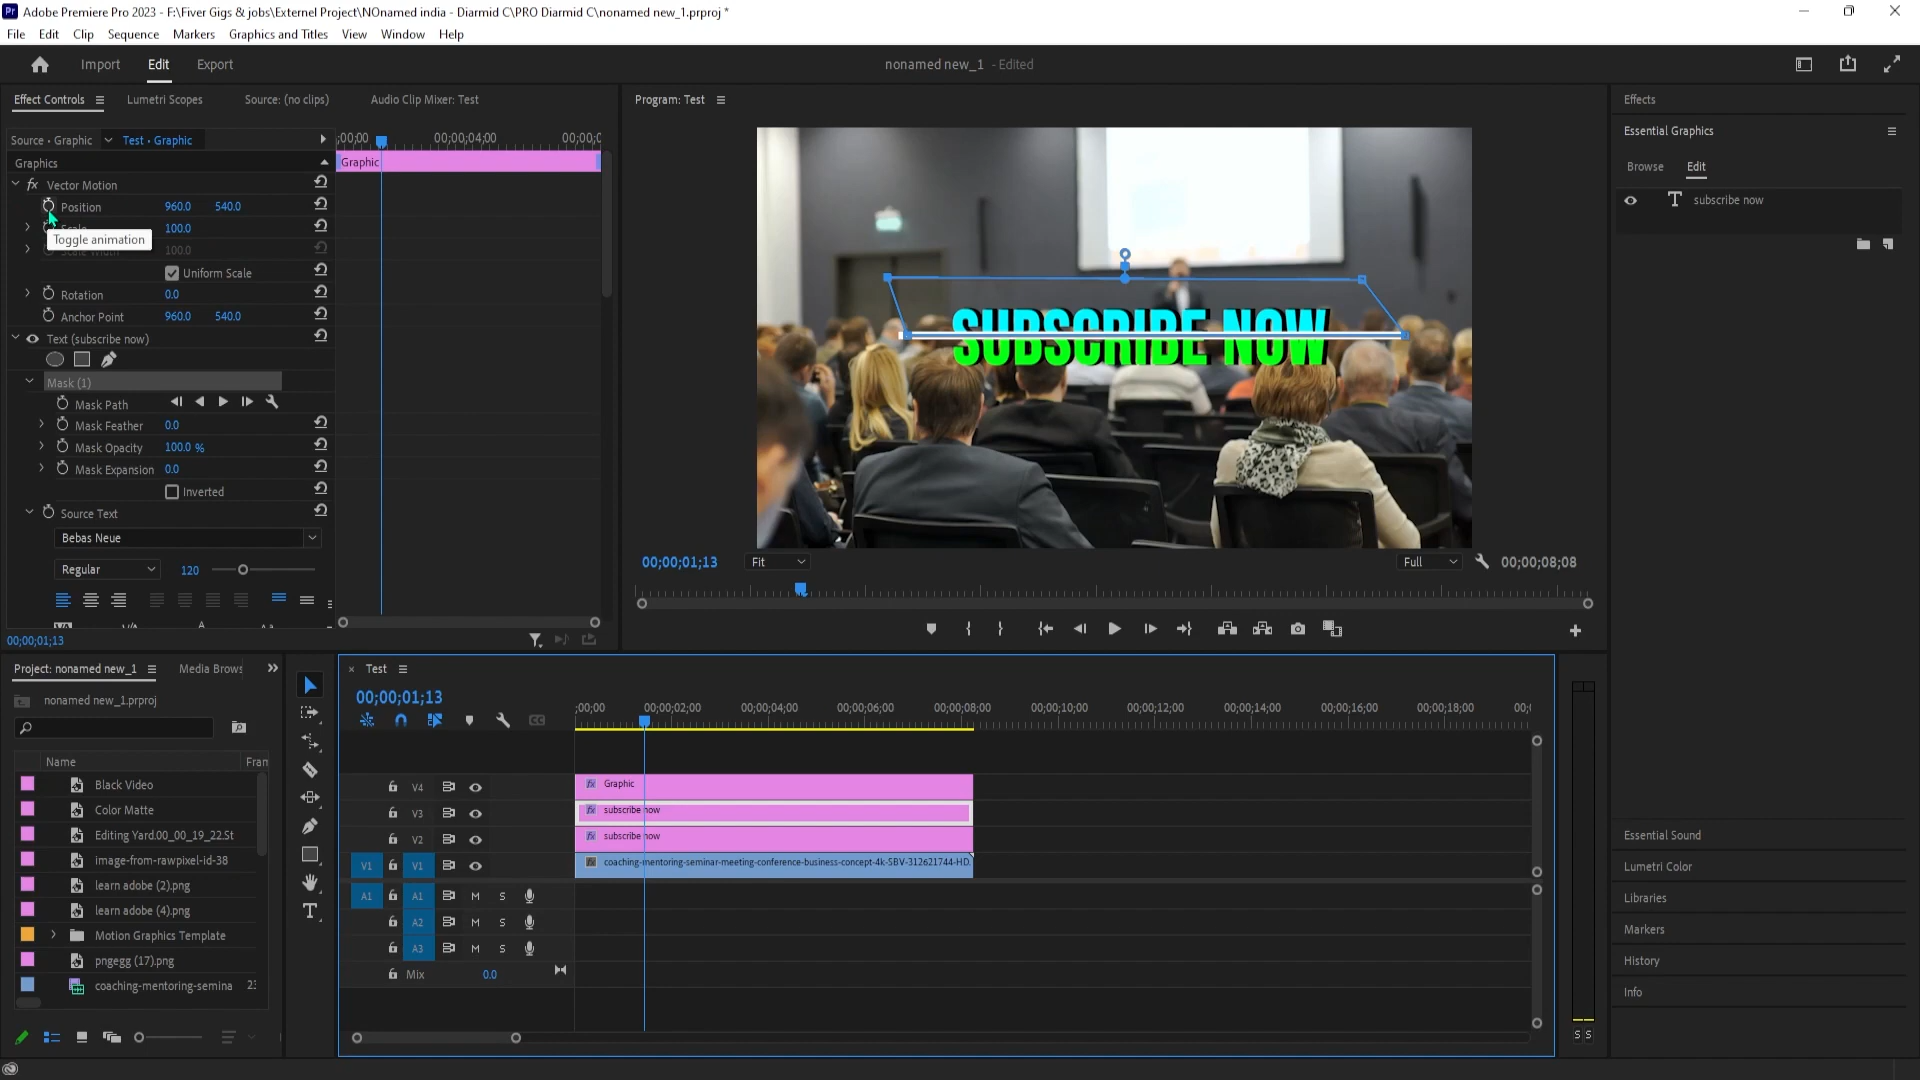 Adobe Premiere Pro 2023 - F:\Fiver Gigs & jobs\Externel Project\NOnamed india - Diarmid C\PRO Diarmid C\nonamed new_1.prproj *
File Edit Clip Sequence Markers Graphics and Titles View Window Help
Import Edit Export
nonamed new_1 - Edited
Effect Controls Lumetri Scopes Source: (no clips) Audio Clip Mixer: Test
Source • Graphic Test • Graphic
;00;00 00;00;04;00 00;00;0
Graphics
Graphic
fx Vector Motion
Position 960.0 540.0
Scale 100.0
Toggle animation
Scale Width 100.0
Uniform Scale
Rotation 0.0
Anchor Point 960.0 540.0
Text (subscribe now)
Mask (1)
Mask Path
Mask Feather 0.0
Mask Opacity 100.0 %
Mask Expansion 0.0
Inverted
Source Text
Bebas Neue
Regular 120
00;00;01;13
Program: Test
SUBSCRIBE NOW
00;00;01;13 Fit Full 00;00;08;08
Effects
Essential Graphics
Browse Edit
T subscribe now
Essential Sound
Lumetri Color
Libraries
Markers
History
Info
Project: nonamed new_1 Media Brows
nonamed new_1.prproj
Name Fran
Black Video
Color Matte
Editing Yard.00_00_19_22.St
image-from-rawpixel-id-38
learn adobe (2).png
learn adobe (4).png
Motion Graphics Template
pngegg (17).png
coaching-mentoring-semina 23
Test
00;00;01;13
;00;00 00;00;02;00 00;00;04;00 00;00;06;00 00;00;08;00 00;00;10;00 00;00;12;00 00;00;14;00 00;00;16;00 00;00;18;00 00;
V4 fx Graphic
V3 fx subscribe now
V2 fx subscribe now
V1 V1 fx coaching-mentoring-seminar-meeting-conference-business-concept-4k-SBV-312621744-HD.
A1 A1 M S
A2 M S
A3 M S
Mix 0.0
S S